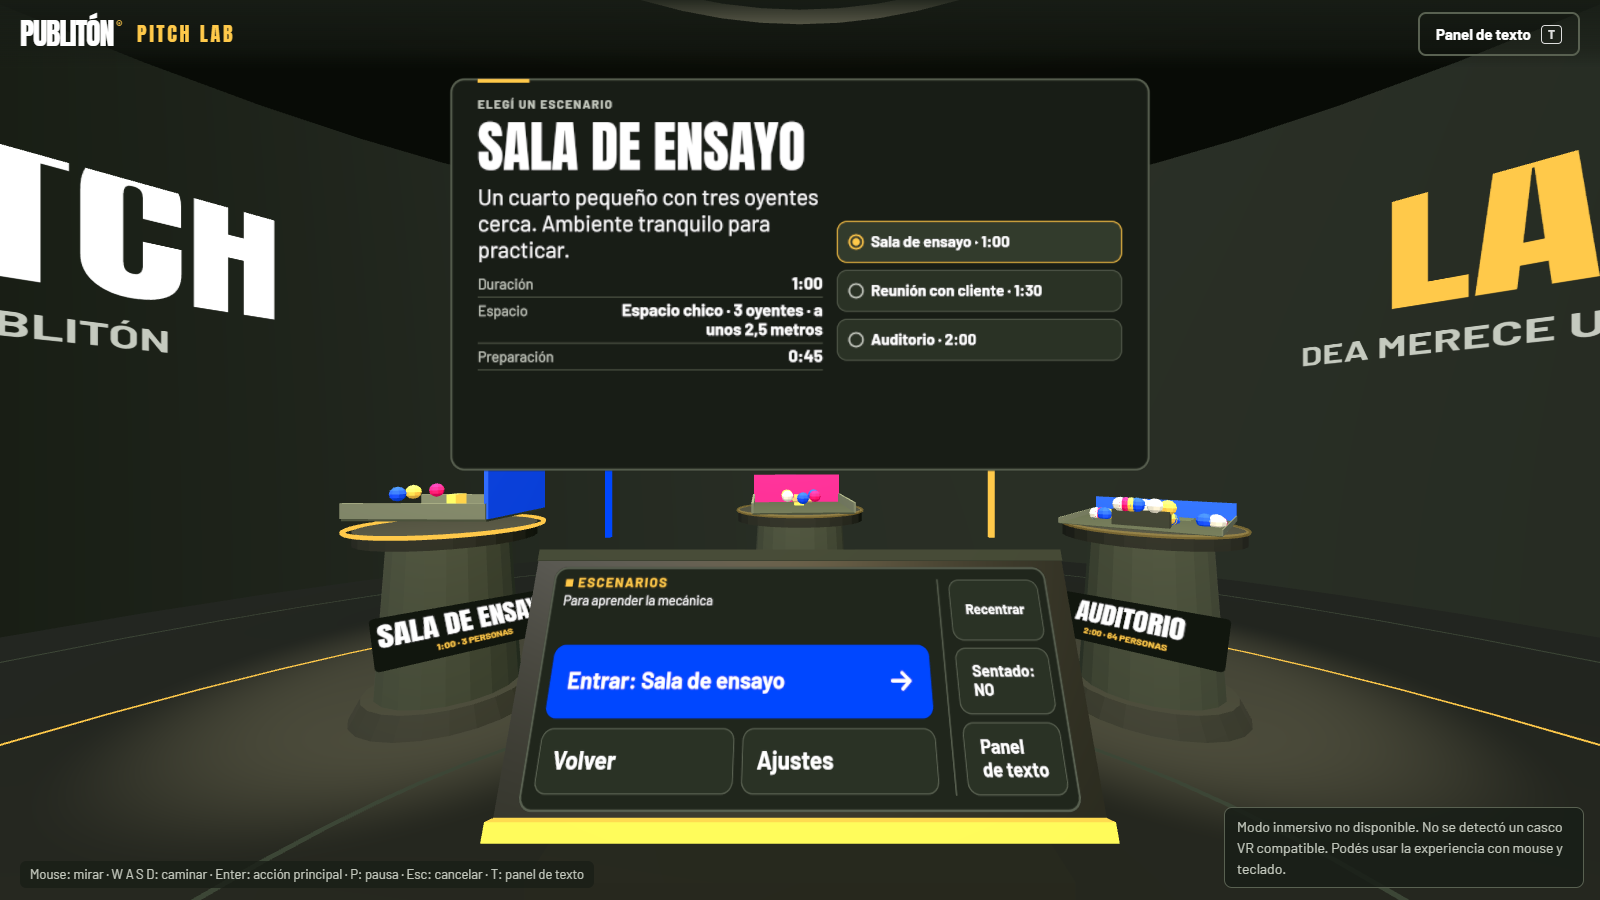 PUBLITÓN PITCH LAB
Panel de texto T
TCH
BLITÓN
ELEGÍ UN ESCENARIO
SALA DE ENSAYO
Un cuarto pequeño con tres oyentes
cerca. Ambiente tranquilo para
practicar.
Duración 1:00
Espacio Espacio chico · 3 oyentes · a
unos 2,5 metros
Preparación 0:45
Sala de ensayo · 1:00
Reunión con cliente · 1:30
Auditorio · 2:00
LA
DEA MERECE U
SALA DE ENSAY
1:00 · 3 PERSONAS
AUDITORIO
2:00 · 64 PERSONAS
ESCENARIOS
Para aprender la mecánica
Entrar: Sala de ensayo
Volver
Ajustes
Recentrar
Sentado:
NO
Panel
de texto
Mouse: mirar · W A S D: caminar · Enter: acción principal · P: pausa · Esc: cancelar · T: panel de texto
Modo inmersivo no disponible. No se detectó un casco
VR compatible. Podés usar la experiencia con mouse y
teclado.